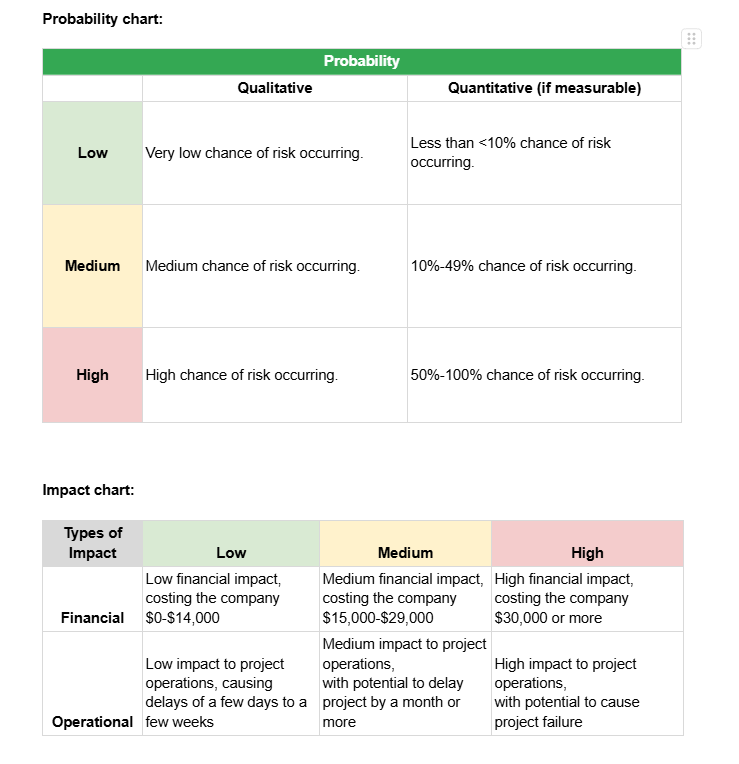 Probability chart:
Probability
Qualitative
Quantitative (if measurable)
Low
Very low chance of risk occurring.
Less than <10% chance of risk
occurring.
Medium
Medium chance of risk occurring.
10%-49% chance of risk occurring.
High
High chance of risk occurring.
50%-100% chance of risk occurring.
Impact chart:
Types of
Impact
Low
Medium
High
Financial
Low financial impact,
costing the company
$0-$14,000
Medium financial impact,
costing the company
$15,000-$29,000
High financial impact,
costing the company
$30,000 or more
Operational
Low impact to project
operations, causing
delays of a few days to a
few weeks
Medium impact to project
operations,
with potential to delay
project by a month or
more
High impact to project
operations,
with potential to cause
project failure